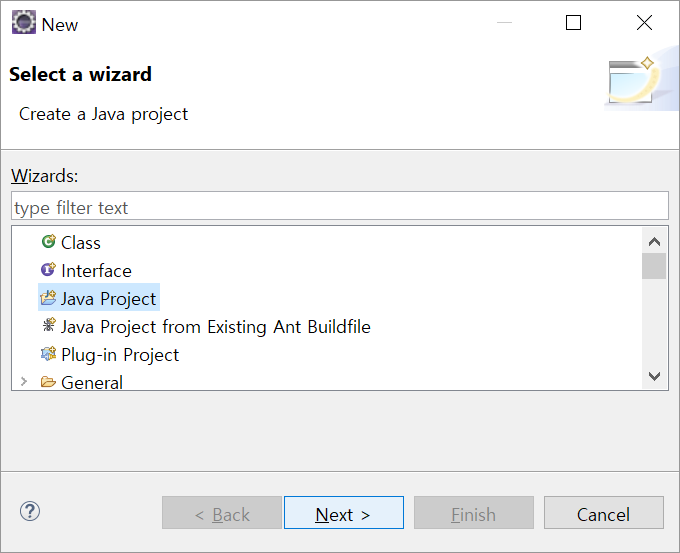 New
Select a wizard
Create a Java project
Wizards:
type filter text
Class
Interface
Java Project
Java Project from Existing Ant Buildfile
Plug-in Project
General
< Back
Next >
Finish
Cancel